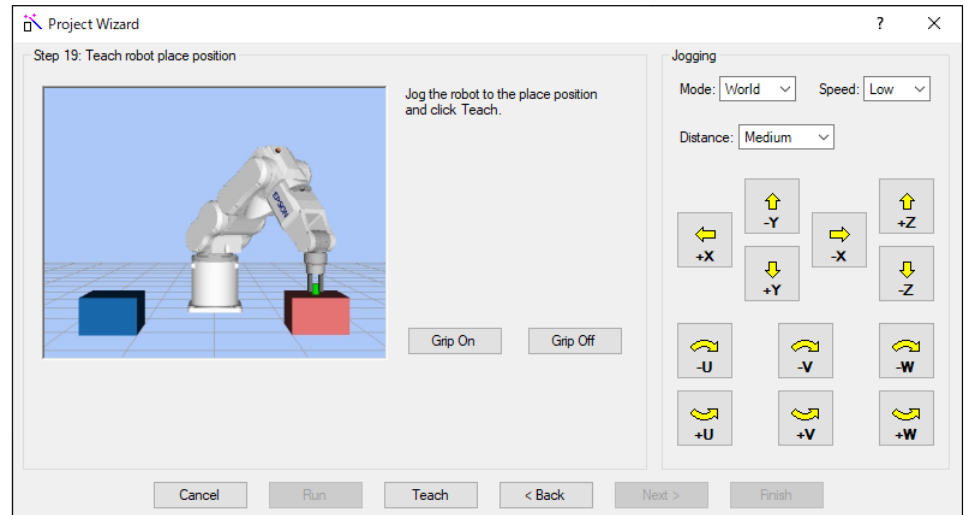 Project Wizard
?
Step 19: Teach robot place position
Jog the robot to the place position
and click Teach.
EPSON
Grip On
Grip Off
Jogging
Mode: World
Speed: Low
Distance: Medium
+X
-Y
+Y
-X
+Z
-Z
-U
-V
-W
+U
+V
+W
Cancel
Run
Teach
< Back
Next >
Finish